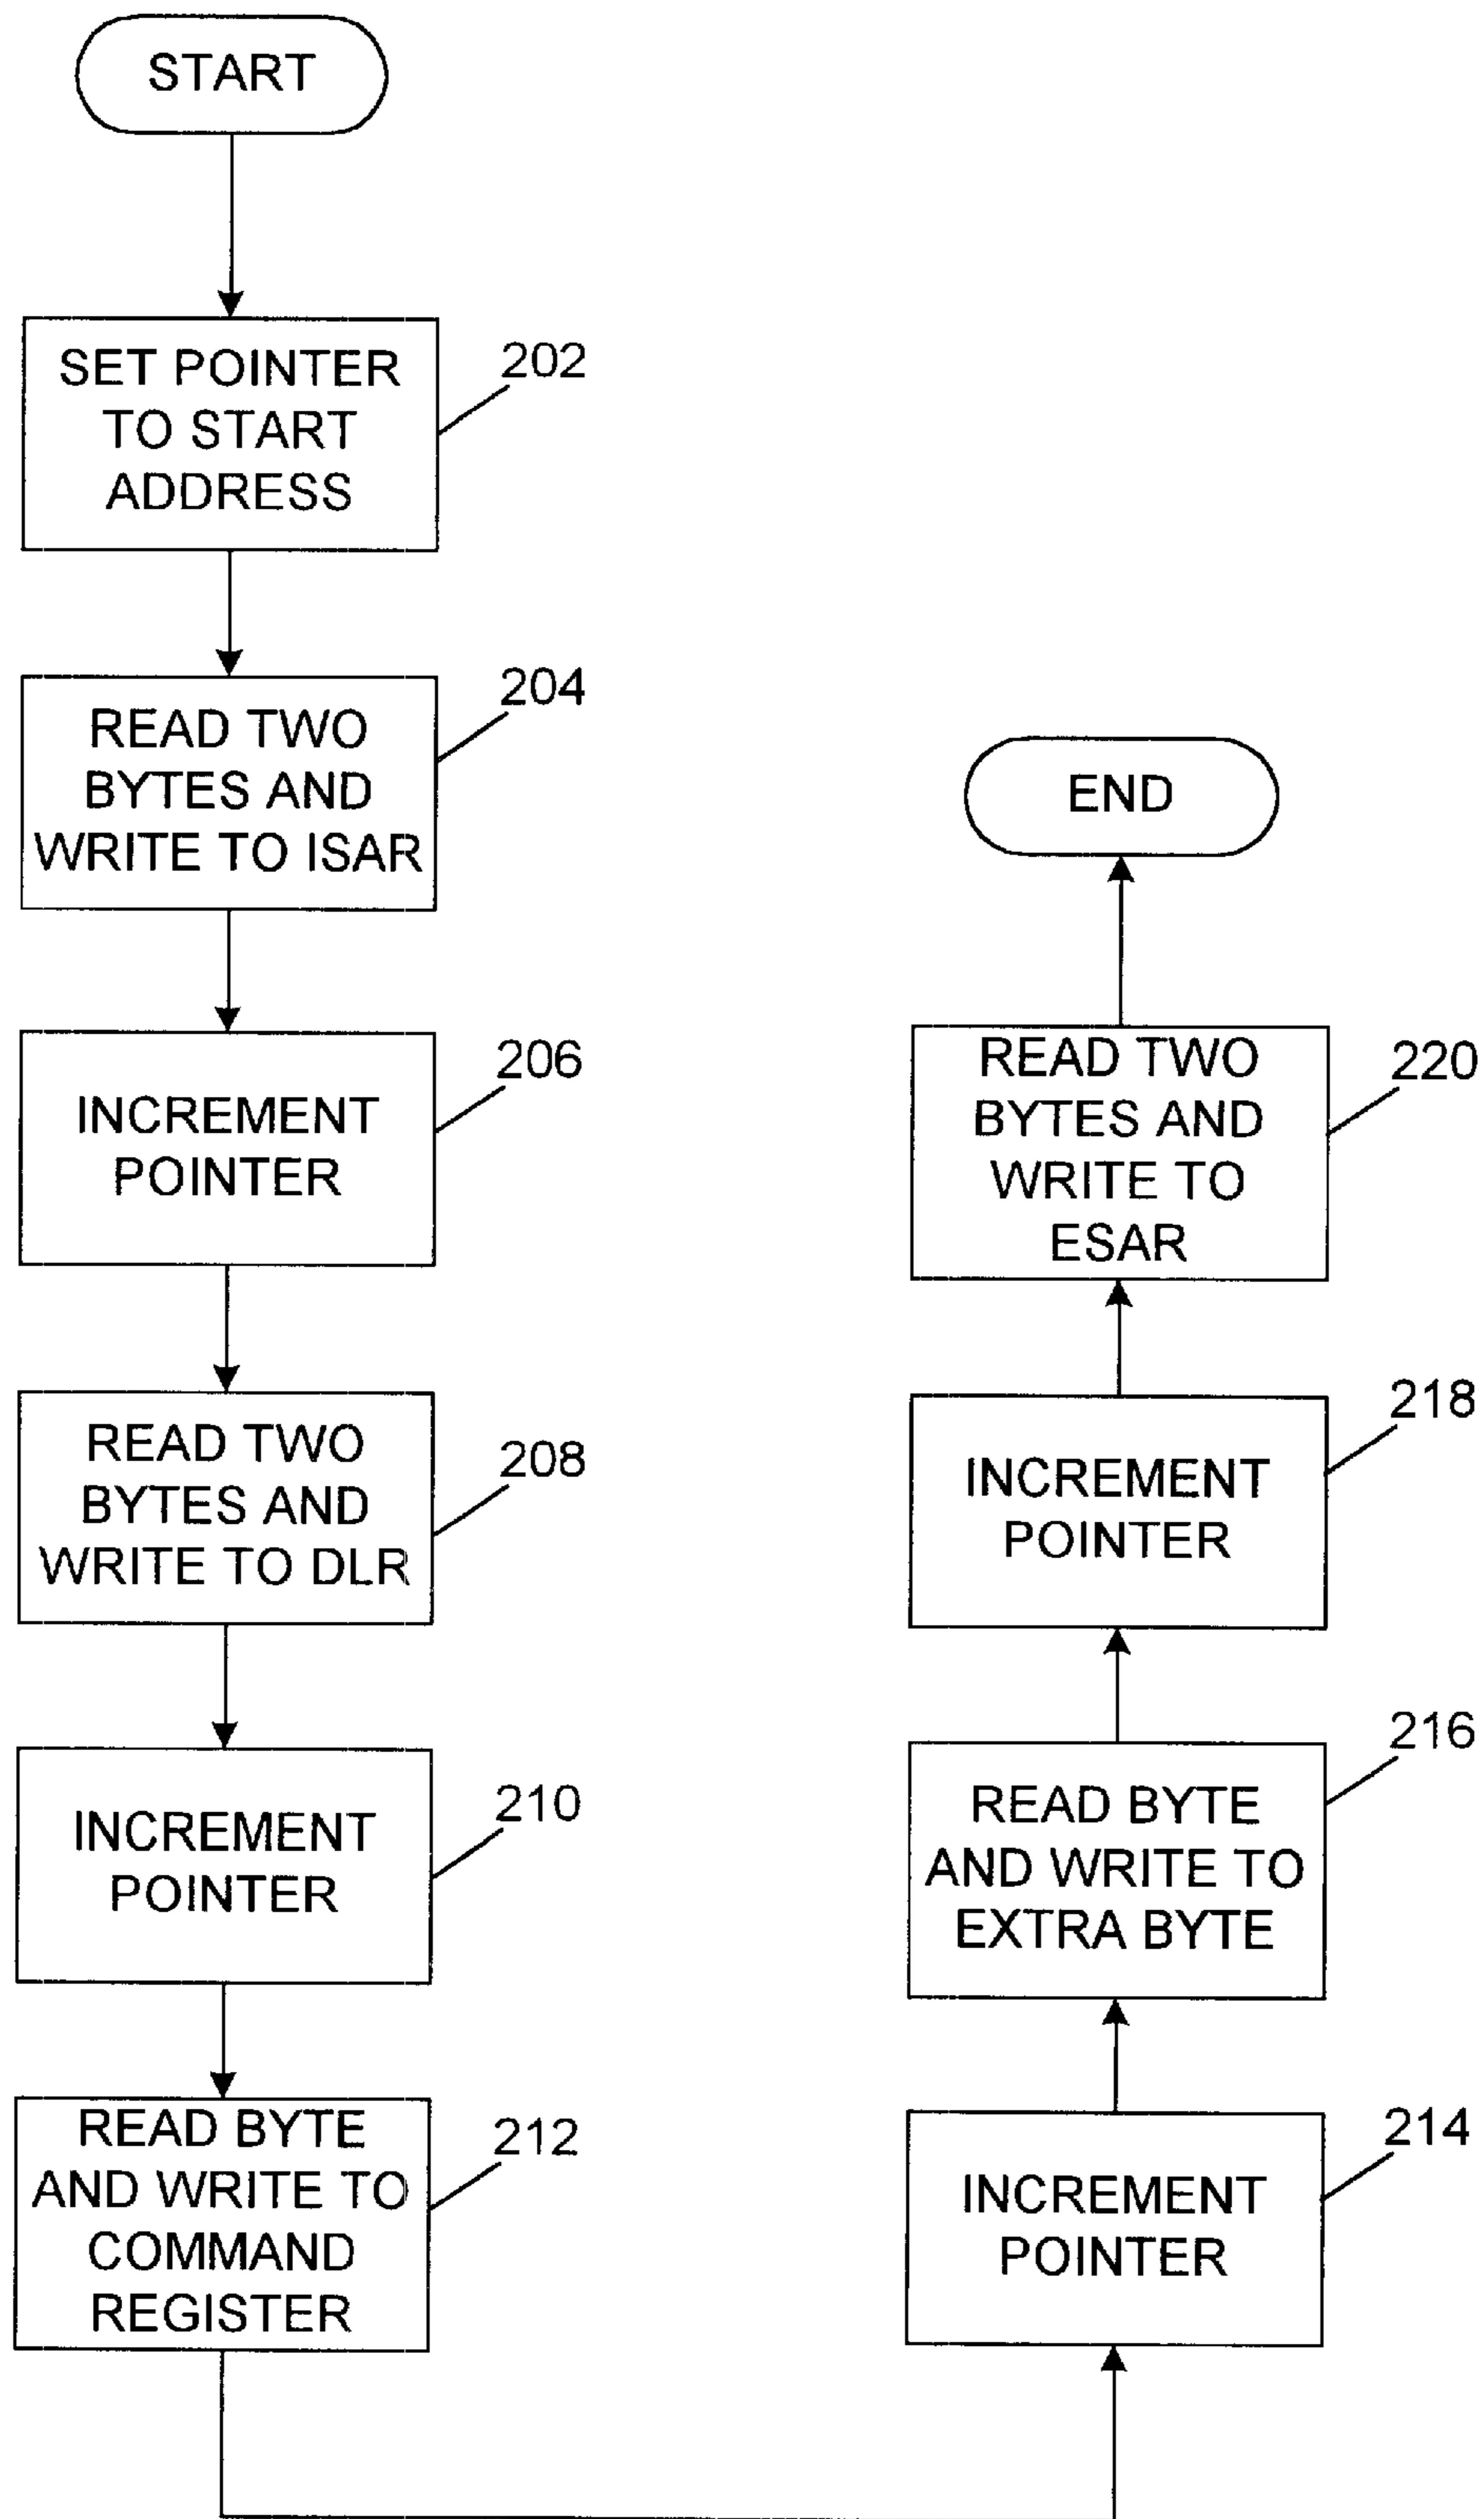 START
SET POINTER
TO START
ADDRESS
202
READ TWO
BYTES AND
WRITE TO ISAR
204
INCREMENT
POINTER
206
READ TWO
BYTES AND
WRITE TO DLR
208
INCREMENT
POINTER
210
READ BYTE
AND WRITE TO
COMMAND
REGISTER
212
INCREMENT
POINTER
214
READ BYTE
AND WRITE TO
EXTRA BYTE
216
INCREMENT
POINTER
218
READ TWO
BYTES AND
WRITE TO
ESAR
220
END